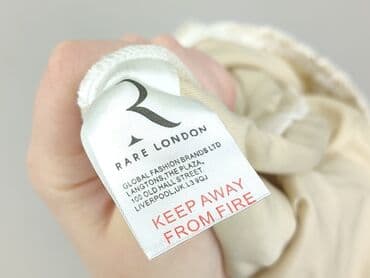 R
RARE LONDON
GLOBAL FASHION BRANDS LTD
LANGTONS, THE PLAZA,
100 OLD HALL STREET
LIVERPOOL, UK L3 9QJ
KEEP AWAY
FROM FIRE